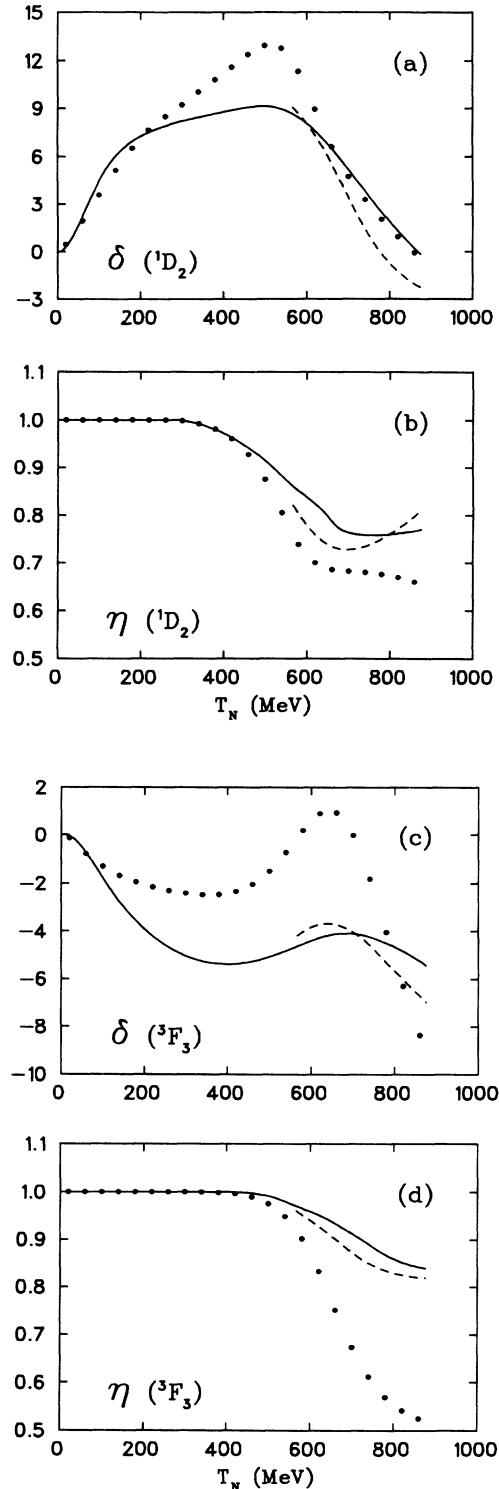 15
12
9
6
3
0
−3
(a)
δ (¹D₂)
0 200 400 600 800 1000
1.1
1.0
0.9
0.8
0.7
0.6
0.5
(b)
η (¹D₂)
0 200 400 600 800 1000
T_N (MeV)
2
0
−2
−4
−6
−8
−10
(c)
δ (³F₃)
0 200 400 600 800 1000
1.1
1.0
0.9
0.8
0.7
0.6
0.5
(d)
η (³F₃)
0 200 400 600 800 1000
T_N (MeV)